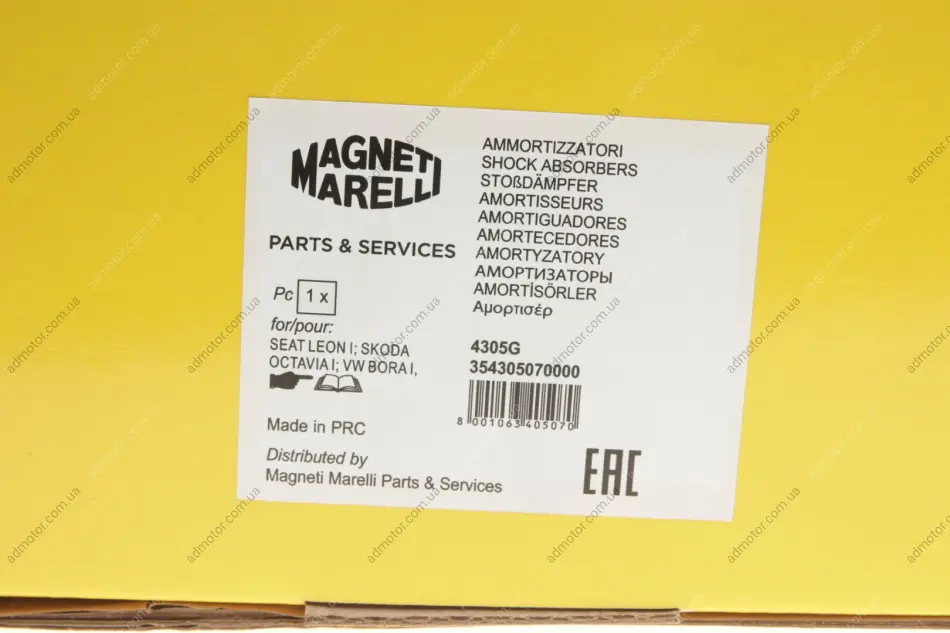 MAGNETI
MARELLI
PARTS & SERVICES
Pc 1 x
for/pour:
SEAT LEON I; SKODA
OCTAVIA I; VW BORA I,
Made in PRC
Distributed by
Magneti Marelli Parts & Services
AMMORTIZZATORI
SHOCK ABSORBERS
STOßDÄMPFER
AMORTISSEURS
AMORTIGUADORES
AMORTECEDORES
AMORTYZATORY
АМОРТИЗАТОРЫ
AMORTİSÖRLER
Αμορτισέρ
4305G
354305070000
8 001063 405070
EAC
admotor.com.ua